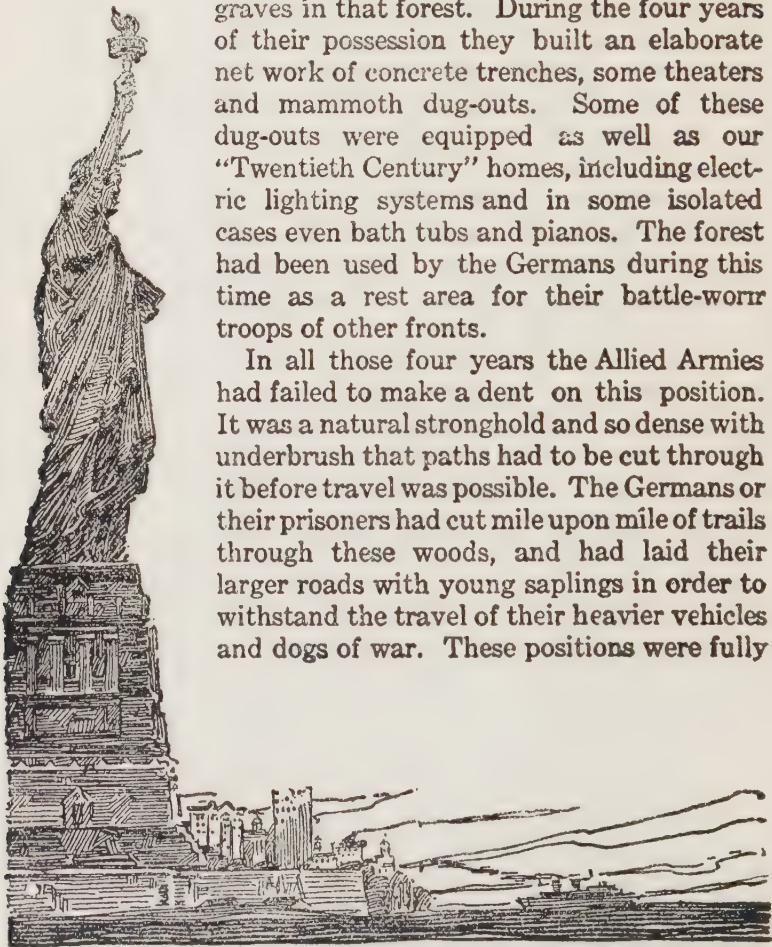 graves in that forest. During the four years
of their possession they built an elaborate
net work of concrete trenches, some theaters
and mammoth dug-outs. Some of these
dug-outs were equipped as well as our
"Twentieth Century" homes, including elect-
ric lighting systems and in some isolated
cases even bath tubs and pianos. The forest
had been used by the Germans during this
time as a rest area for their battle-worn
troops of other fronts.
In all those four years the Allied Armies
had failed to make a dent on this position.
It was a natural stronghold and so dense with
underbrush that paths had to be cut through
it before travel was possible. The Germans or
their prisoners had cut mile upon mile of trails
through these woods, and had laid their
larger roads with young saplings in order to
withstand the travel of their heavier vehicles
and dogs of war. These positions were fully